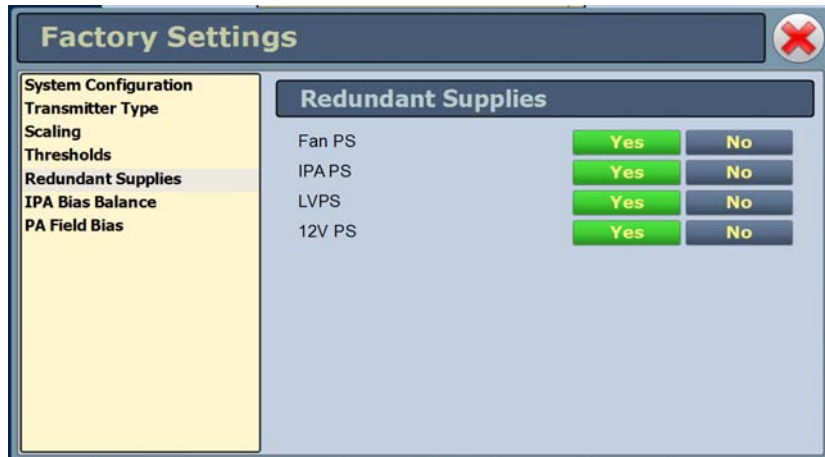 Factory Settings
System Configuration
Transmitter Type
Scaling
Thresholds
Redundant Supplies
IPA Bias Balance
PA Field Bias
Redundant Supplies
Fan PS Yes No
IPA PS Yes No
LVPS Yes No
12V PS Yes No